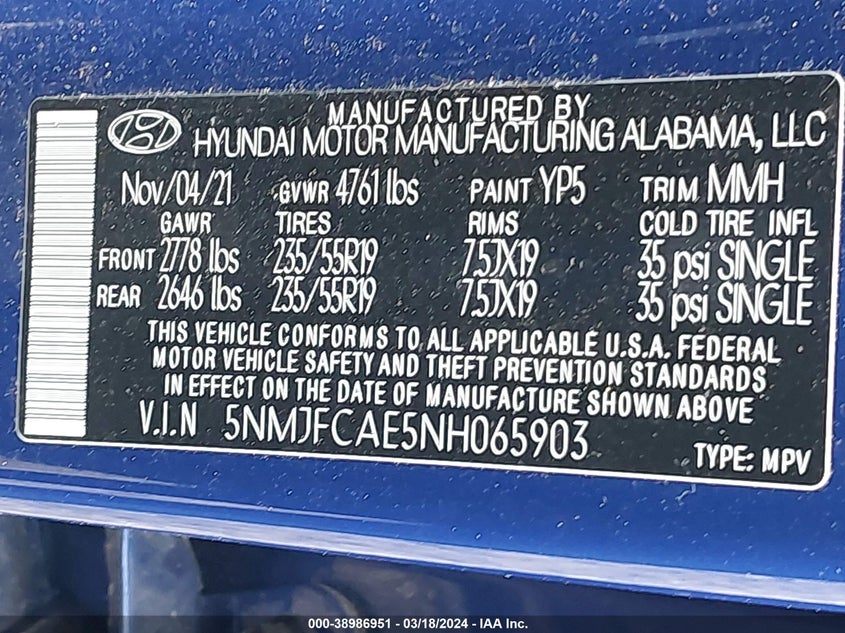 MANUFACTURED BY
HYUNDAI MOTOR MANUFACTURING ALABAMA, LLC
Nov/04/21 GVWR 4761 lbs PAINT YP5 TRIM MMH
GAWR TIRES RIMS COLD TIRE INFL
FRONT 2778 lbs 235/55R19 7.5JX19 35 psi SINGLE
REAR 2646 lbs 235/55R19 7.5JX19 35 psi SINGLE
THIS VEHICLE CONFORMS TO ALL APPLICABLE U.S.A. FEDERAL
MOTOR VEHICLE SAFETY AND THEFT PREVENTION STANDARDS
IN EFFECT ON THE DATE OF MANUFACTURE SHOWN ABOVE.
V.I.N 5NMJFCAE5NH065903
TYPE: MPV
000-38986951 - 03/18/2024 - IAA Inc.